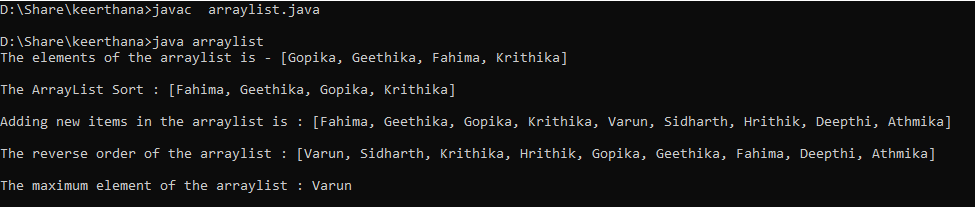 D:\Share\keerthana>javac  arraylist.java
D:\Share\keerthana>java arraylist
The elements of the arraylist is - [Gopika, Geethika, Fahima, Krithika]
The ArrayList Sort : [Fahima, Geethika, Gopika, Krithika]
Adding new items in the arraylist is : [Fahima, Geethika, Gopika, Krithika, Varun, Sidharth, Hrithik, Deepthi, Athmika]
The reverse order of the arraylist : [Varun, Sidharth, Krithika, Hrithik, Gopika, Geethika, Fahima, Deepthi, Athmika]
The maximum element of the arraylist : Varun